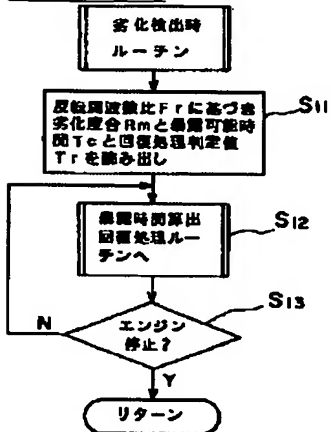 劣化検出時
ルーチン
反転周波数比Frに基づき
劣化度合Rmと暴露可能時
間Tcと回復処理判定値
Trを読み出し
S11
暴露時間算出
回復処理ルー
チンへ
S12
エンジン
停止?
S13
N
Y
リターン